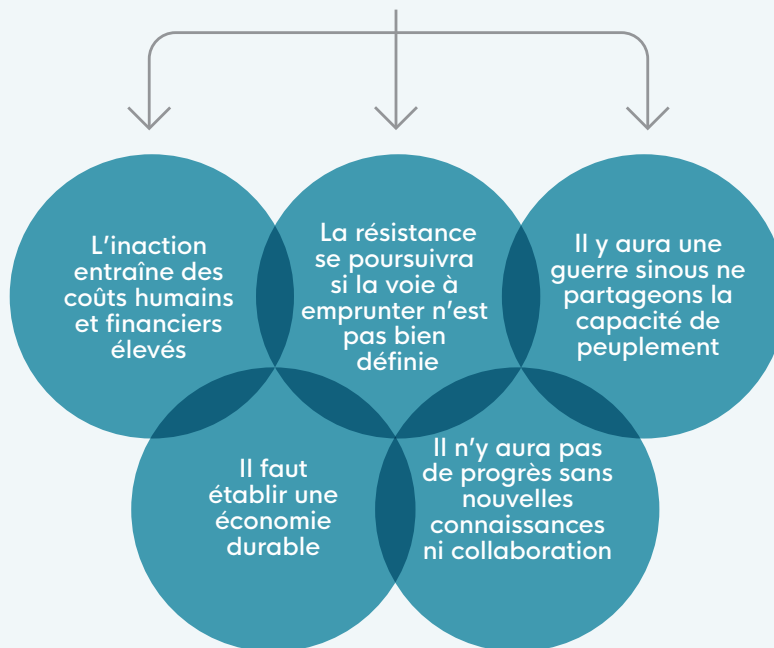 L'inaction
entraîne des
coûts humains
et financiers
élevés
La résistance
se poursuivra
si la voie à
emprunter n'est
pas bien
définie
Il y aura une
guerre sinous ne
partageons la
capacité de
peuplement
Il faut
établir une
économie
durable
Il n'y aura pas
de progrès sans
nouvelles
connaissances
ni collaboration